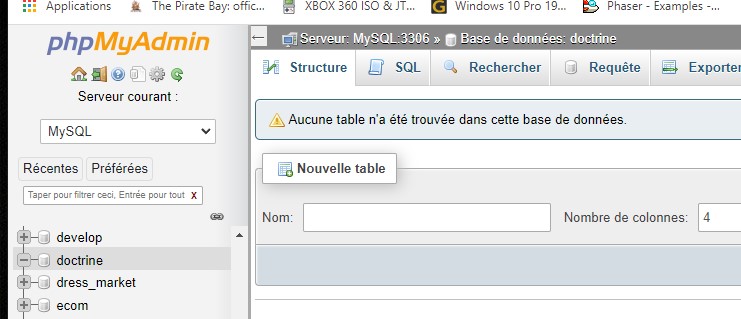 Applications
The Pirate Bay: offic...
XBOX 360 ISO & JT...
G
Windows 10 Pro 19...
Phaser - Examples -...
phpMyAdmin
Serveur courant :
MySQL
Récentes
Préférées
Taper pour filtrer ceci, Entrée pour tout
X
develop
doctrine
dress_market
ecom
Serveur: MySQL:3306 » Base de données: doctrine
Structure
SQL
Rechercher
Requête
Exporter
Aucune table n'a été trouvée dans cette base de données.
Nouvelle table
Nom:
Nombre de colonnes:
4